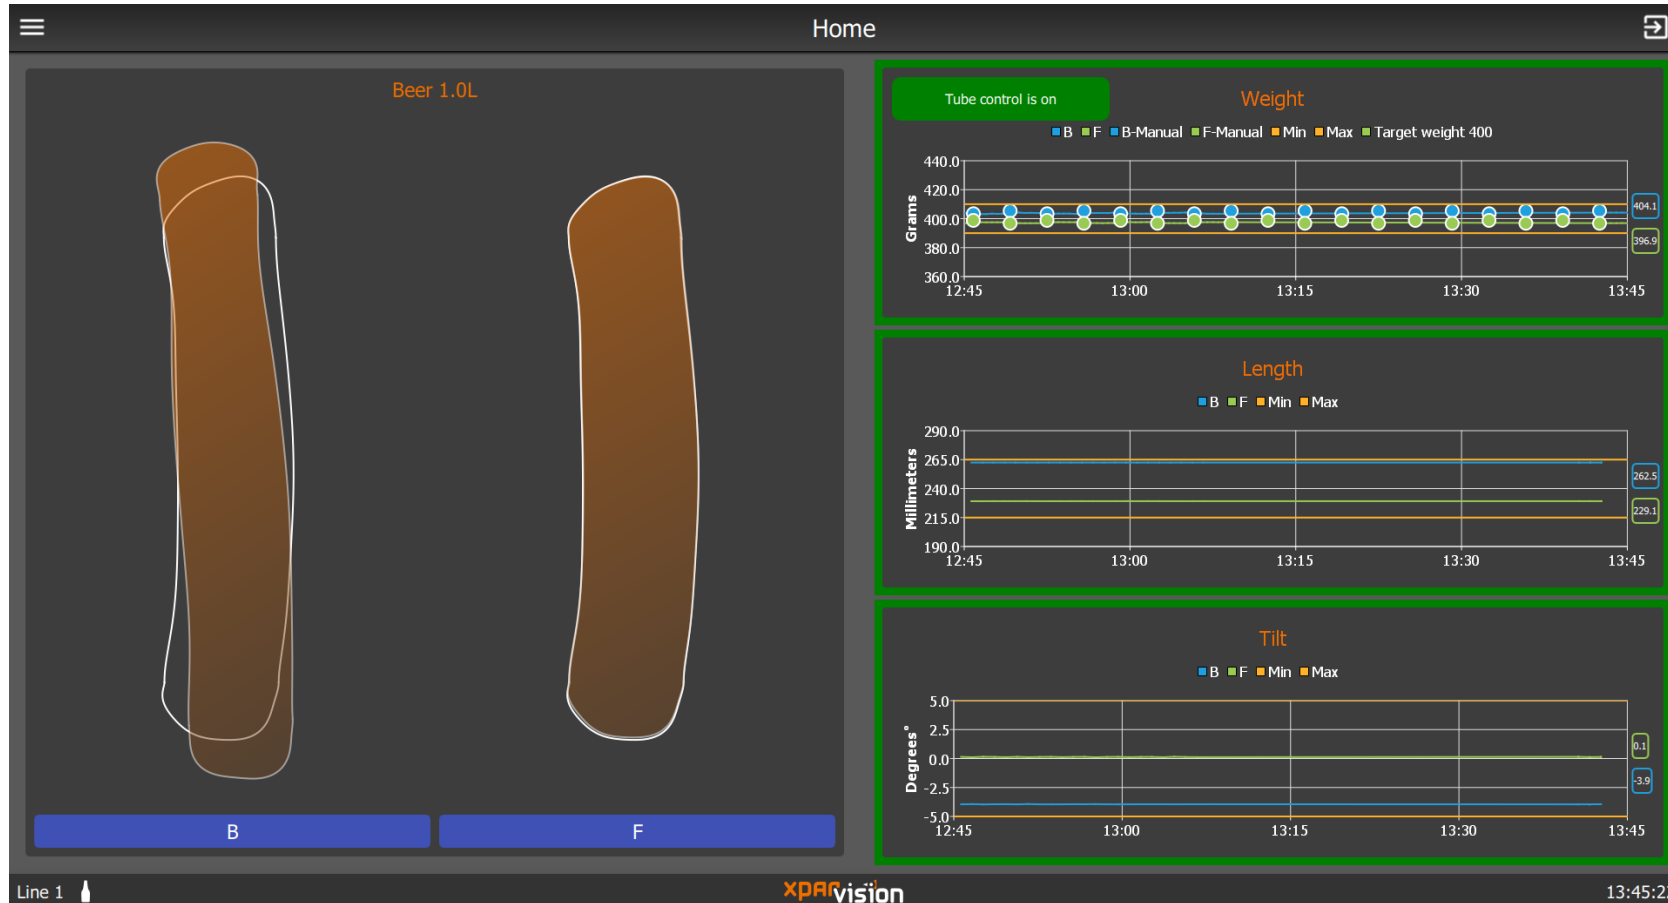 Home
Beer 1.0L
B
F
Tube control is on
Weight
B F B-Manual F-Manual Min Max Target weight 400
Grams
440.0
420.0
400.0
380.0
360.0
12:45 13:00 13:15 13:30 13:45
404.1
396.9
Length
B F Min Max
Millimeters
290.0
265.0
240.0
215.0
190.0
12:45 13:00 13:15 13:30 13:45
262.5
229.1
Tilt
B F Min Max
Degrees°
5.0
2.5
0.0
-2.5
-5.0
12:45 13:00 13:15 13:30 13:45
0.1
-3.9
Line 1
xparvision
13:45:2